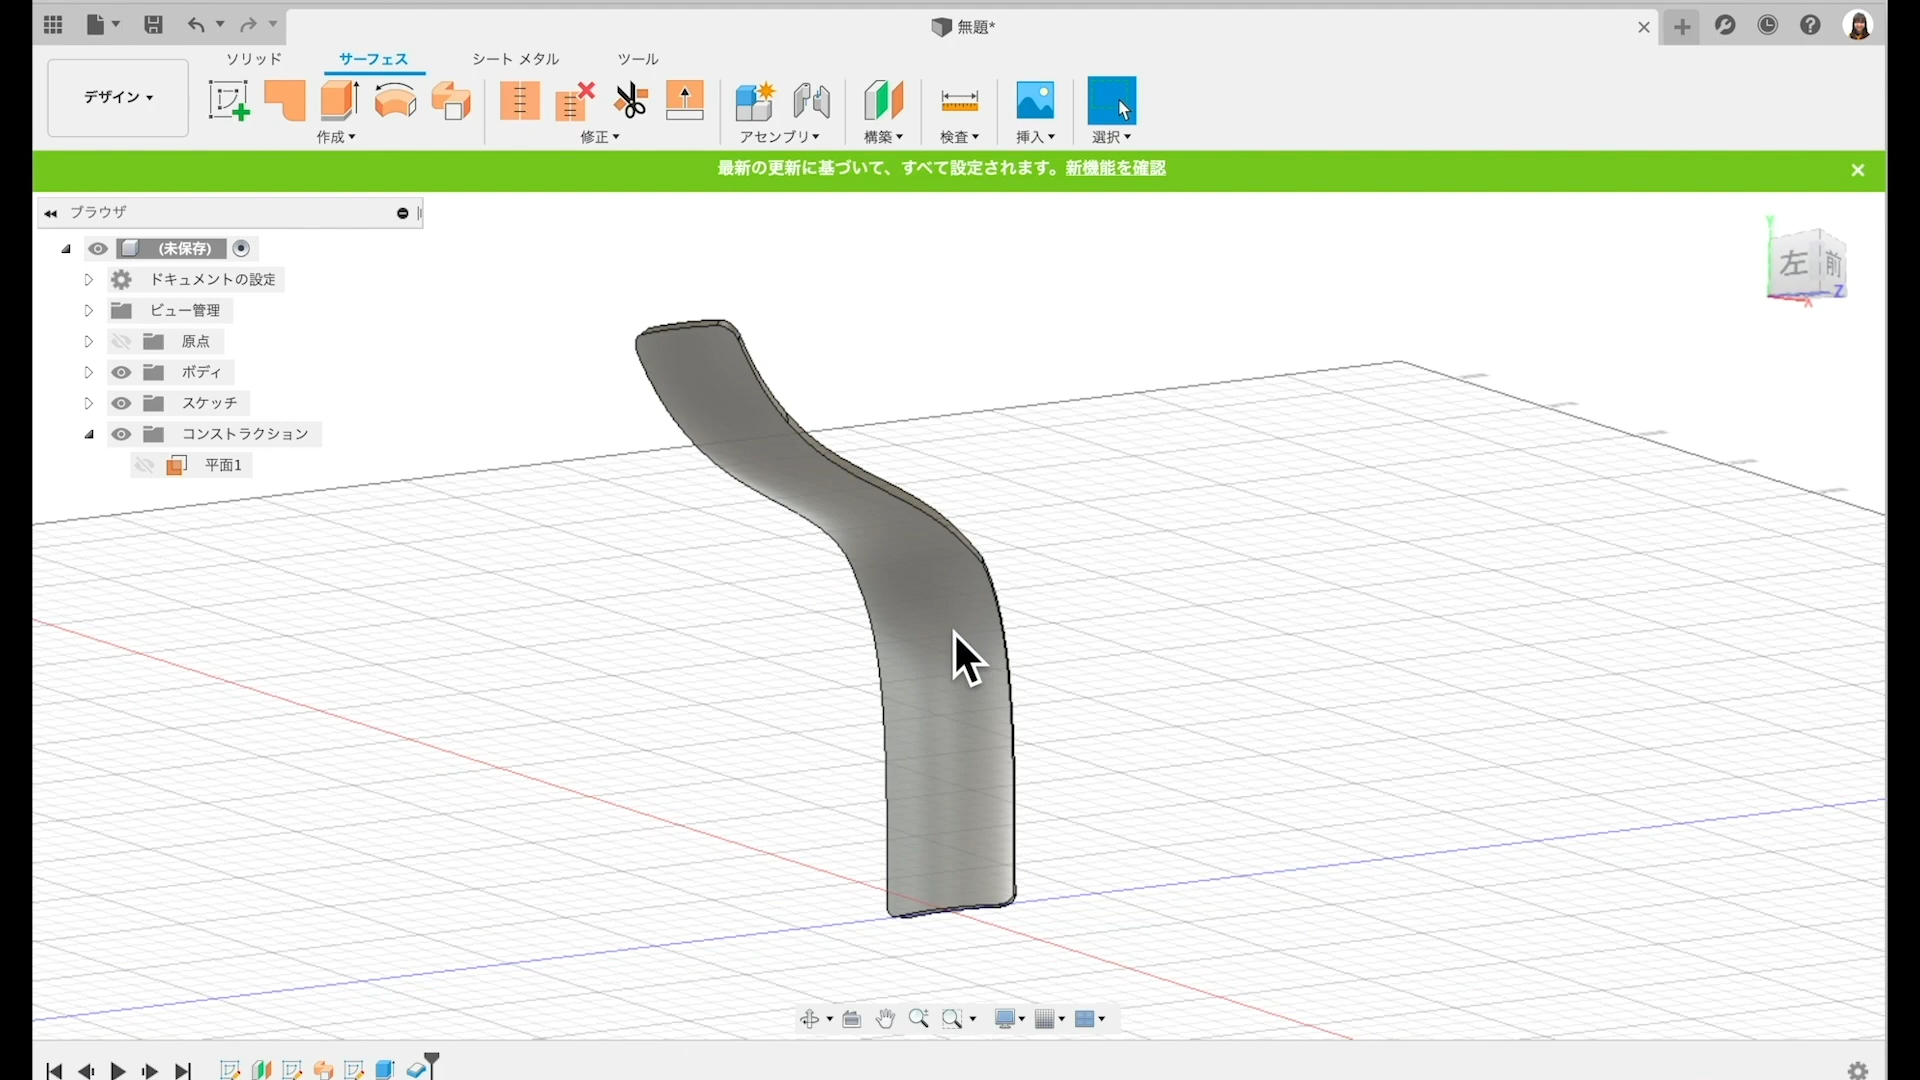 無題*
ソリッド サーフェス シート メタル ツール
デザイン
作成 修正 アセンブリ 構築 検査 挿入 選択
最新の更新に基づいて、すべて設定されます。新機能を確認
ブラウザ
(未保存)
ドキュメントの設定
ビュー管理
原点
ボディ
スケッチ
コンストラクション
平面1
Y
左 前
Z
X